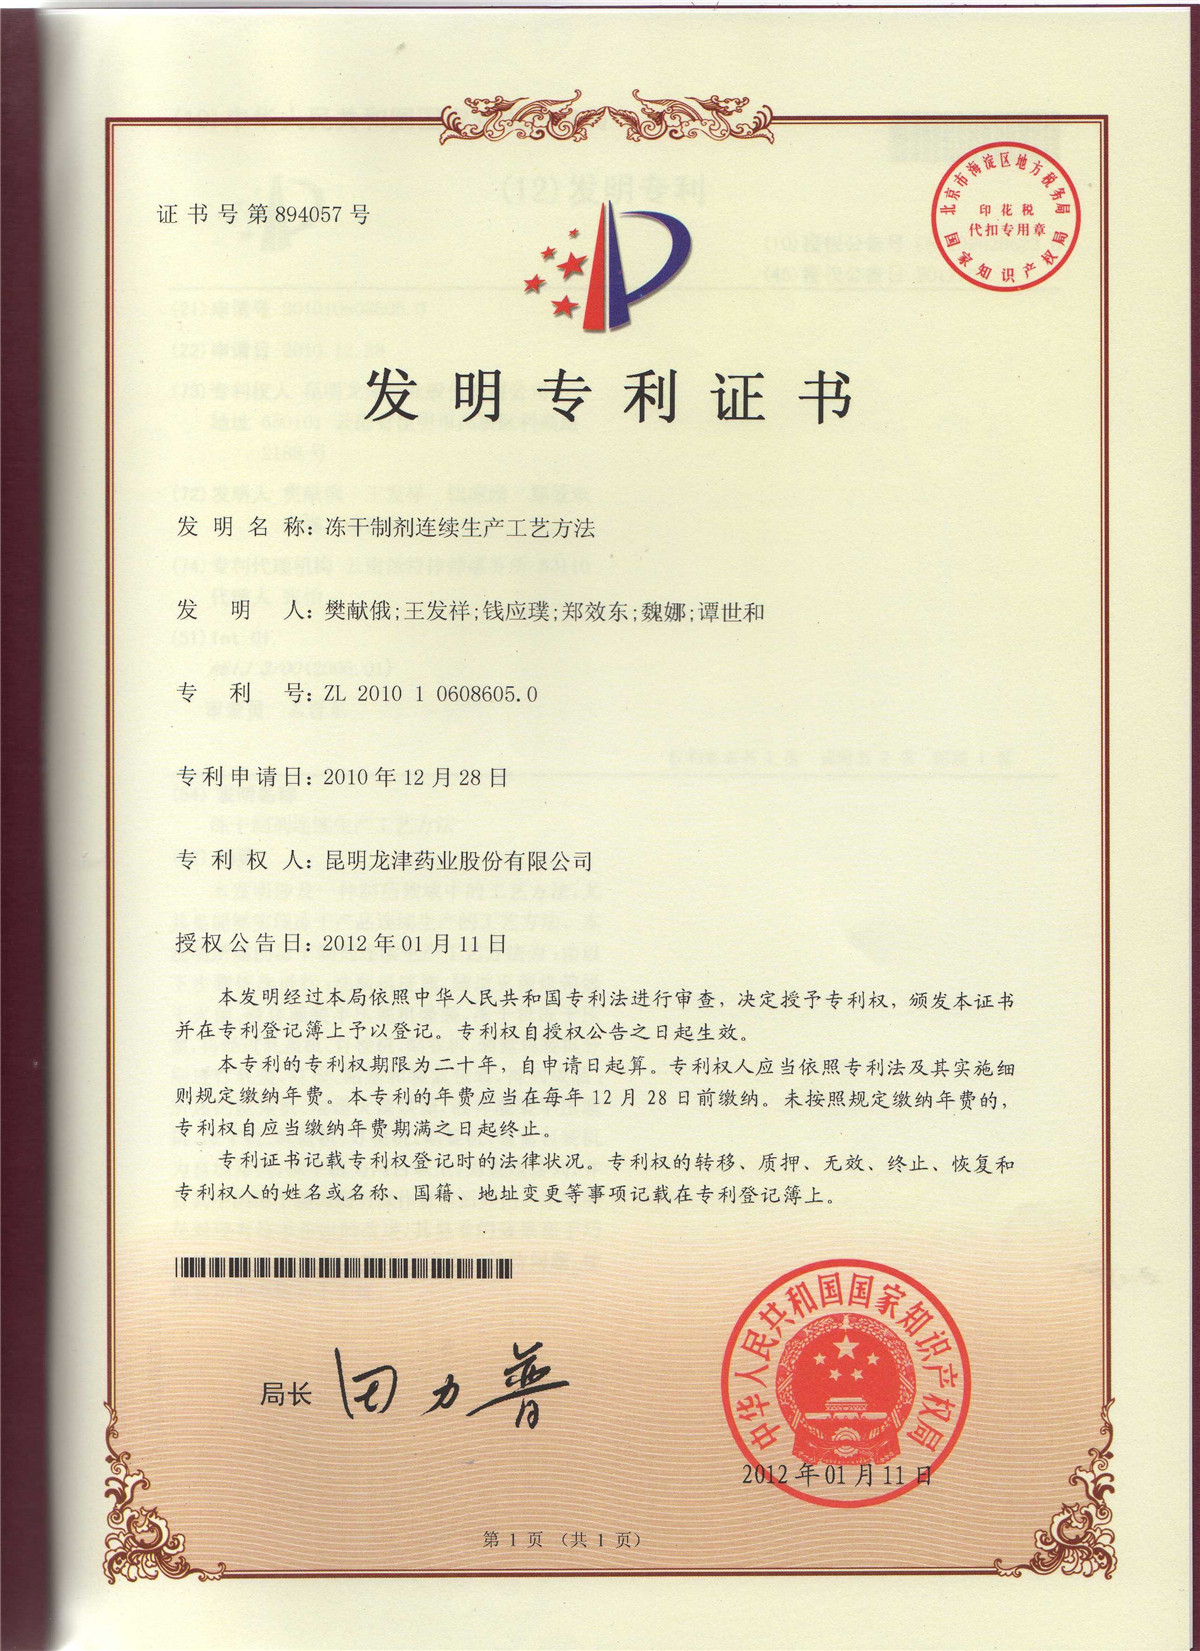 证书号第894057号
北京市海淀区地方税务局
印花税
代扣专用章
国家知识产权局
发明专利证书
发明名称：冻干制剂连续生产工艺方法
发明人：樊献俄;王发祥;钱应璞;郑效东;魏娜;谭世和
专利号：ZL 2010 1 0608605.0
专利申请日：2010年12月28日
专利权人：昆明龙津药业股份有限公司
授权公告日：2012年01月11日
本发明经过本局依照中华人民共和国专利法进行审查，决定授予专利权，颁发本证书
并在专利登记簿上予以登记。专利权自授权公告之日起生效。
本专利的专利权期限为二十年，自申请日起算。专利权人应当依照专利法及其实施细
则规定缴纳年费。本专利的年费应当在每年12月28日前缴纳。未按照规定缴纳年费的，
专利权自应当缴纳年费期满之日起终止。
专利证书记载专利权登记时的法律状况。专利权的转移、质押、无效、终止、恢复和
专利权人的姓名或名称、国籍、地址变更等事项记载在专利登记簿上。
局长 田力普
中华人民共和国国家知识产权局
2012年01月11日
第1页（共1页）